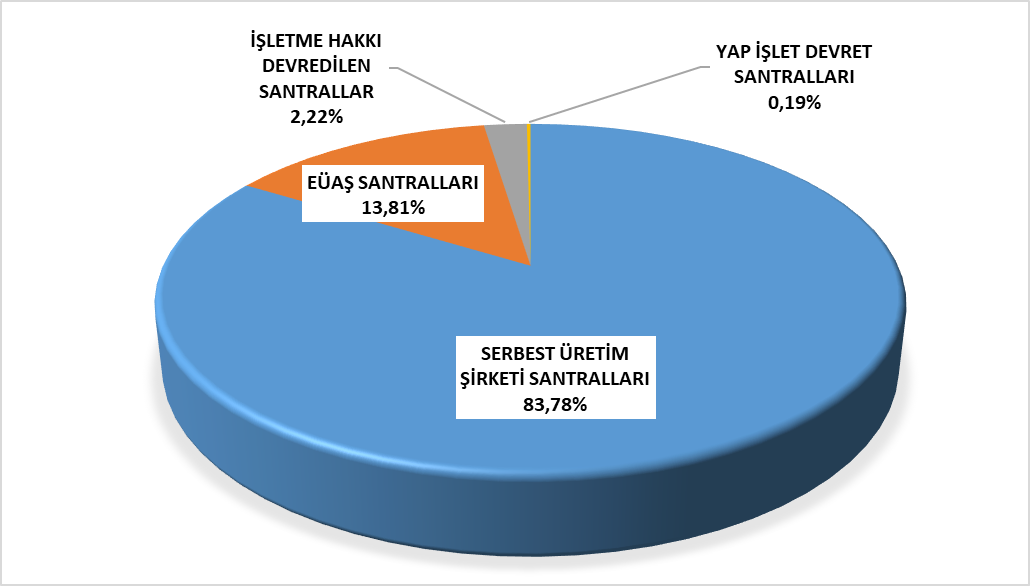 İŞLETME HAKKI
DEVREDİLEN
SANTRALLAR
2,22%
YAP İŞLET DEVRET
SANTRALLARI
0,19%
EÜAŞ SANTRALLARI
13,81%
SERBEST ÜRETİM
ŞİRKETİ SANTRALLARI
83,78%